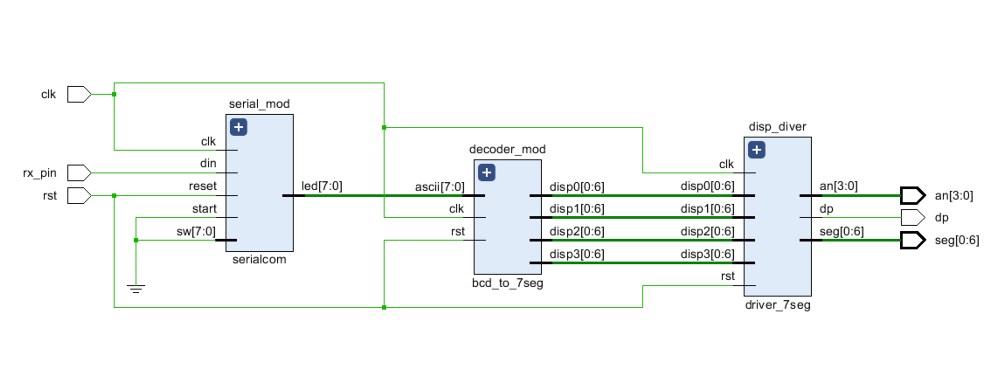 clk
rx_pin
rst
serial_mod
clk
din
reset
start
sw[7:0]
led[7:0]
serialcom
decoder_mod
ascii[7:0]
clk
rst
disp0[0:6]
disp1[0:6]
disp2[0:6]
disp3[0:6]
bcd_to_7seg
disp_diver
clk
disp0[0:6]
disp1[0:6]
disp2[0:6]
disp3[0:6]
rst
an[3:0]
dp
seg[0:6]
driver_7seg
an[3:0]
dp
seg[0:6]